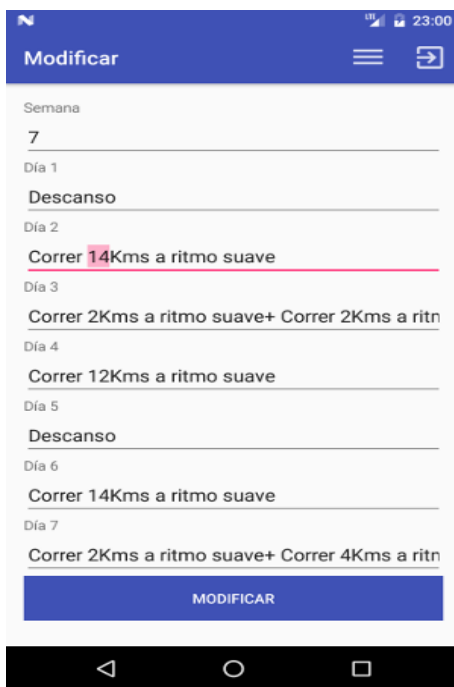 LTE 23:00
Modificar
Semana
7
Día 1
Descanso
Día 2
Correr 14Kms a ritmo suave
Día 3
Correr 2Kms a ritmo suave+ Correr 2Kms a ritn
Día 4
Correr 12Kms a ritmo suave
Día 5
Descanso
Día 6
Correr 14Kms a ritmo suave
Día 7
Correr 2Kms a ritmo suave+ Correr 4Kms a ritn
MODIFICAR